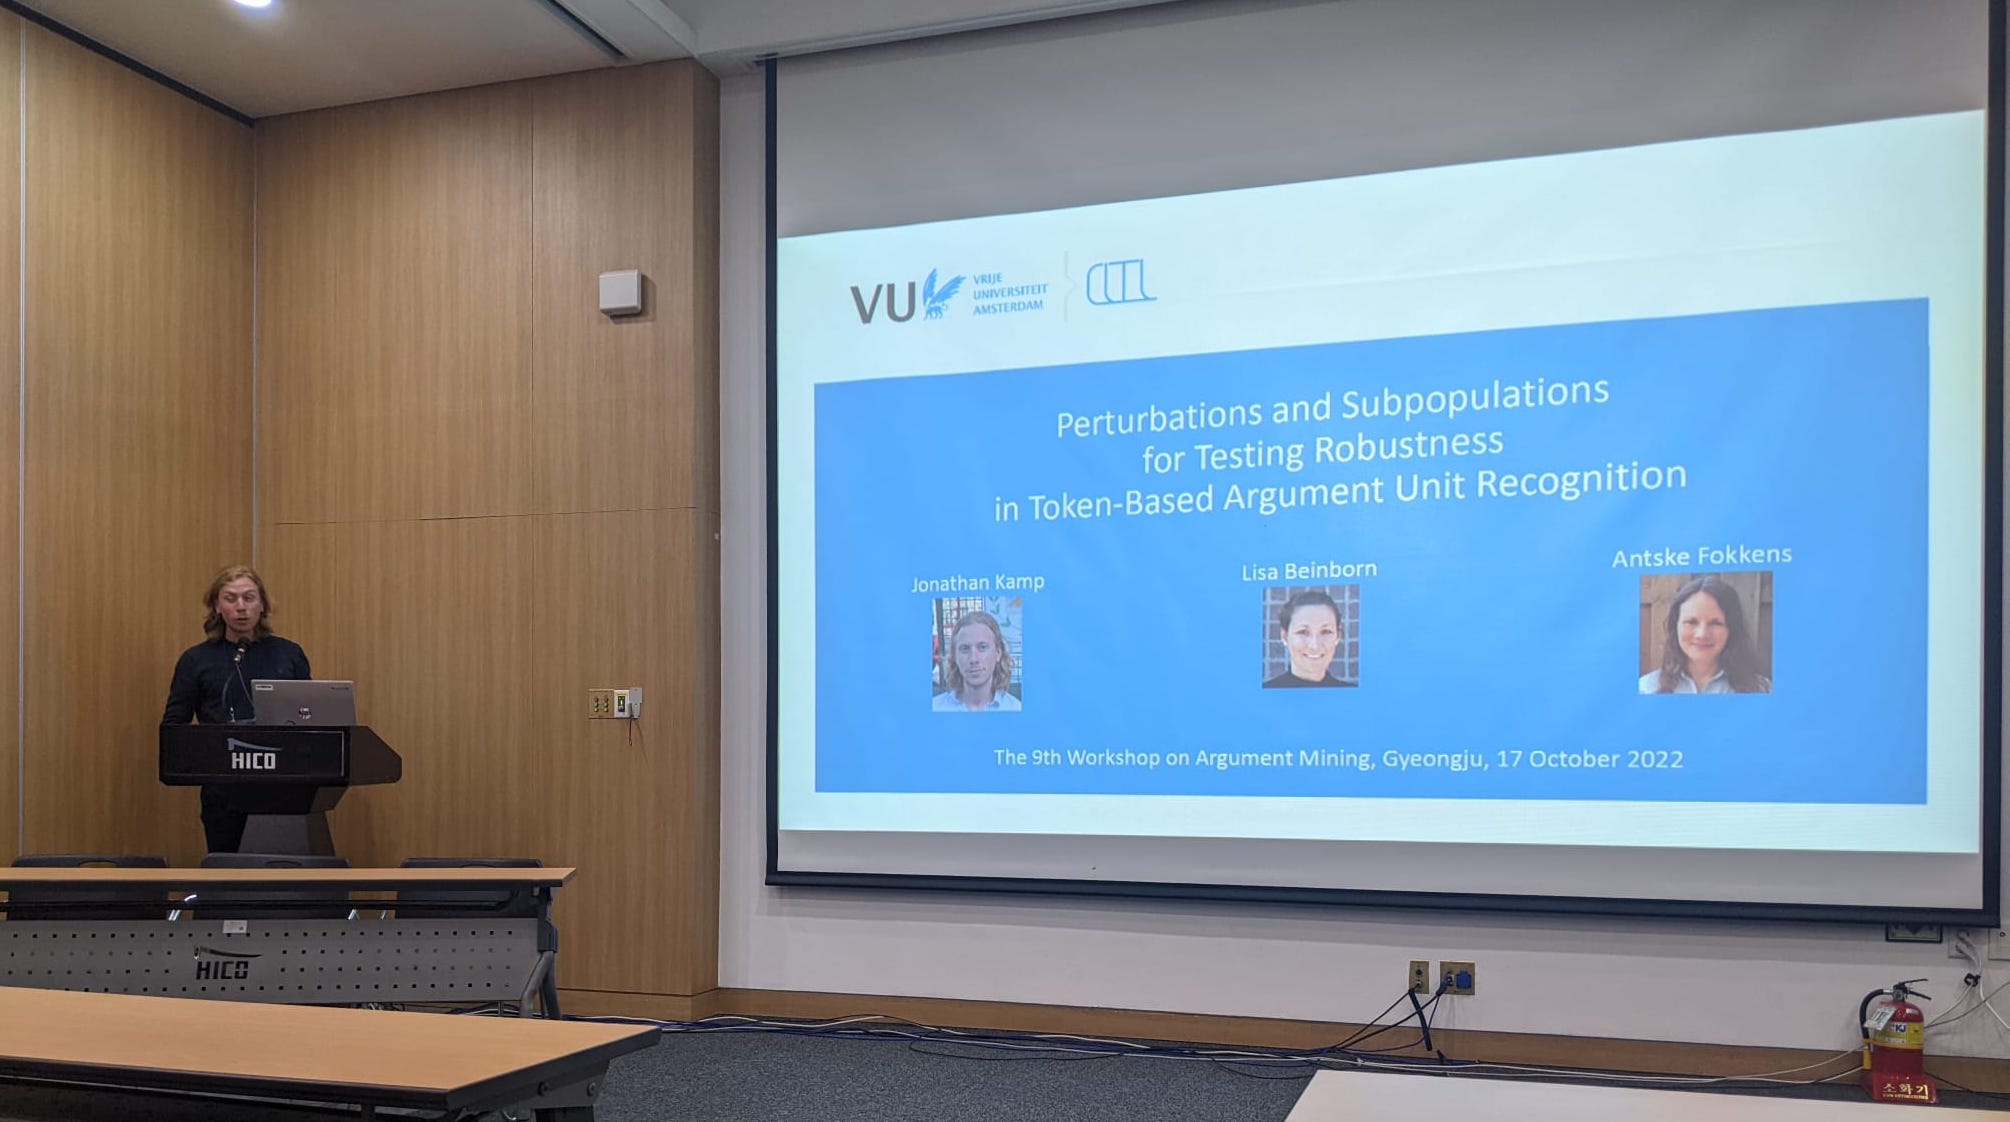 VU
VRIJE
UNIVERSITEIT
AMSTERDAM
CLTL
Perturbations and Subpopulations
for Testing Robustness
in Token-Based Argument Unit Recognition
Jonathan Kamp
Lisa Beinborn
Antske Fokkens
The 9th Workshop on Argument Mining, Gyeongju, 17 October 2022
HICO
HICO
소화기